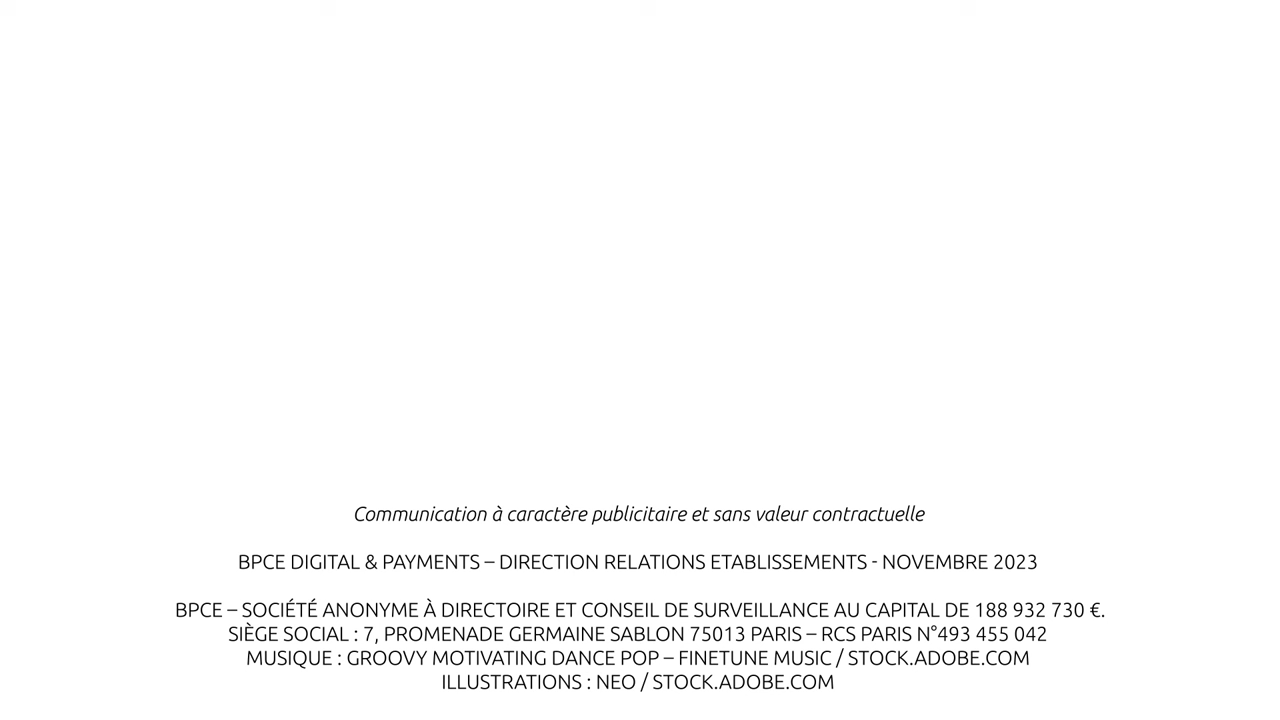 Communication à caractère publicitaire et sans valeur contractuelle
BPCE DIGITAL & PAYMENTS – DIRECTION RELATIONS ETABLISSEMENTS - NOVEMBRE 2023
BPCE – SOCIÉTÉ ANONYME À DIRECTOIRE ET CONSEIL DE SURVEILLANCE AU CAPITAL DE 188 932 730 €.
SIÈGE SOCIAL : 7, PROMENADE GERMAINE SABLON 75013 PARIS – RCS PARIS N°493 455 042
MUSIQUE : GROOVY MOTIVATING DANCE POP – FINETUNE MUSIC / STOCK.ADOBE.COM
ILLUSTRATIONS : NEO / STOCK.ADOBE.COM